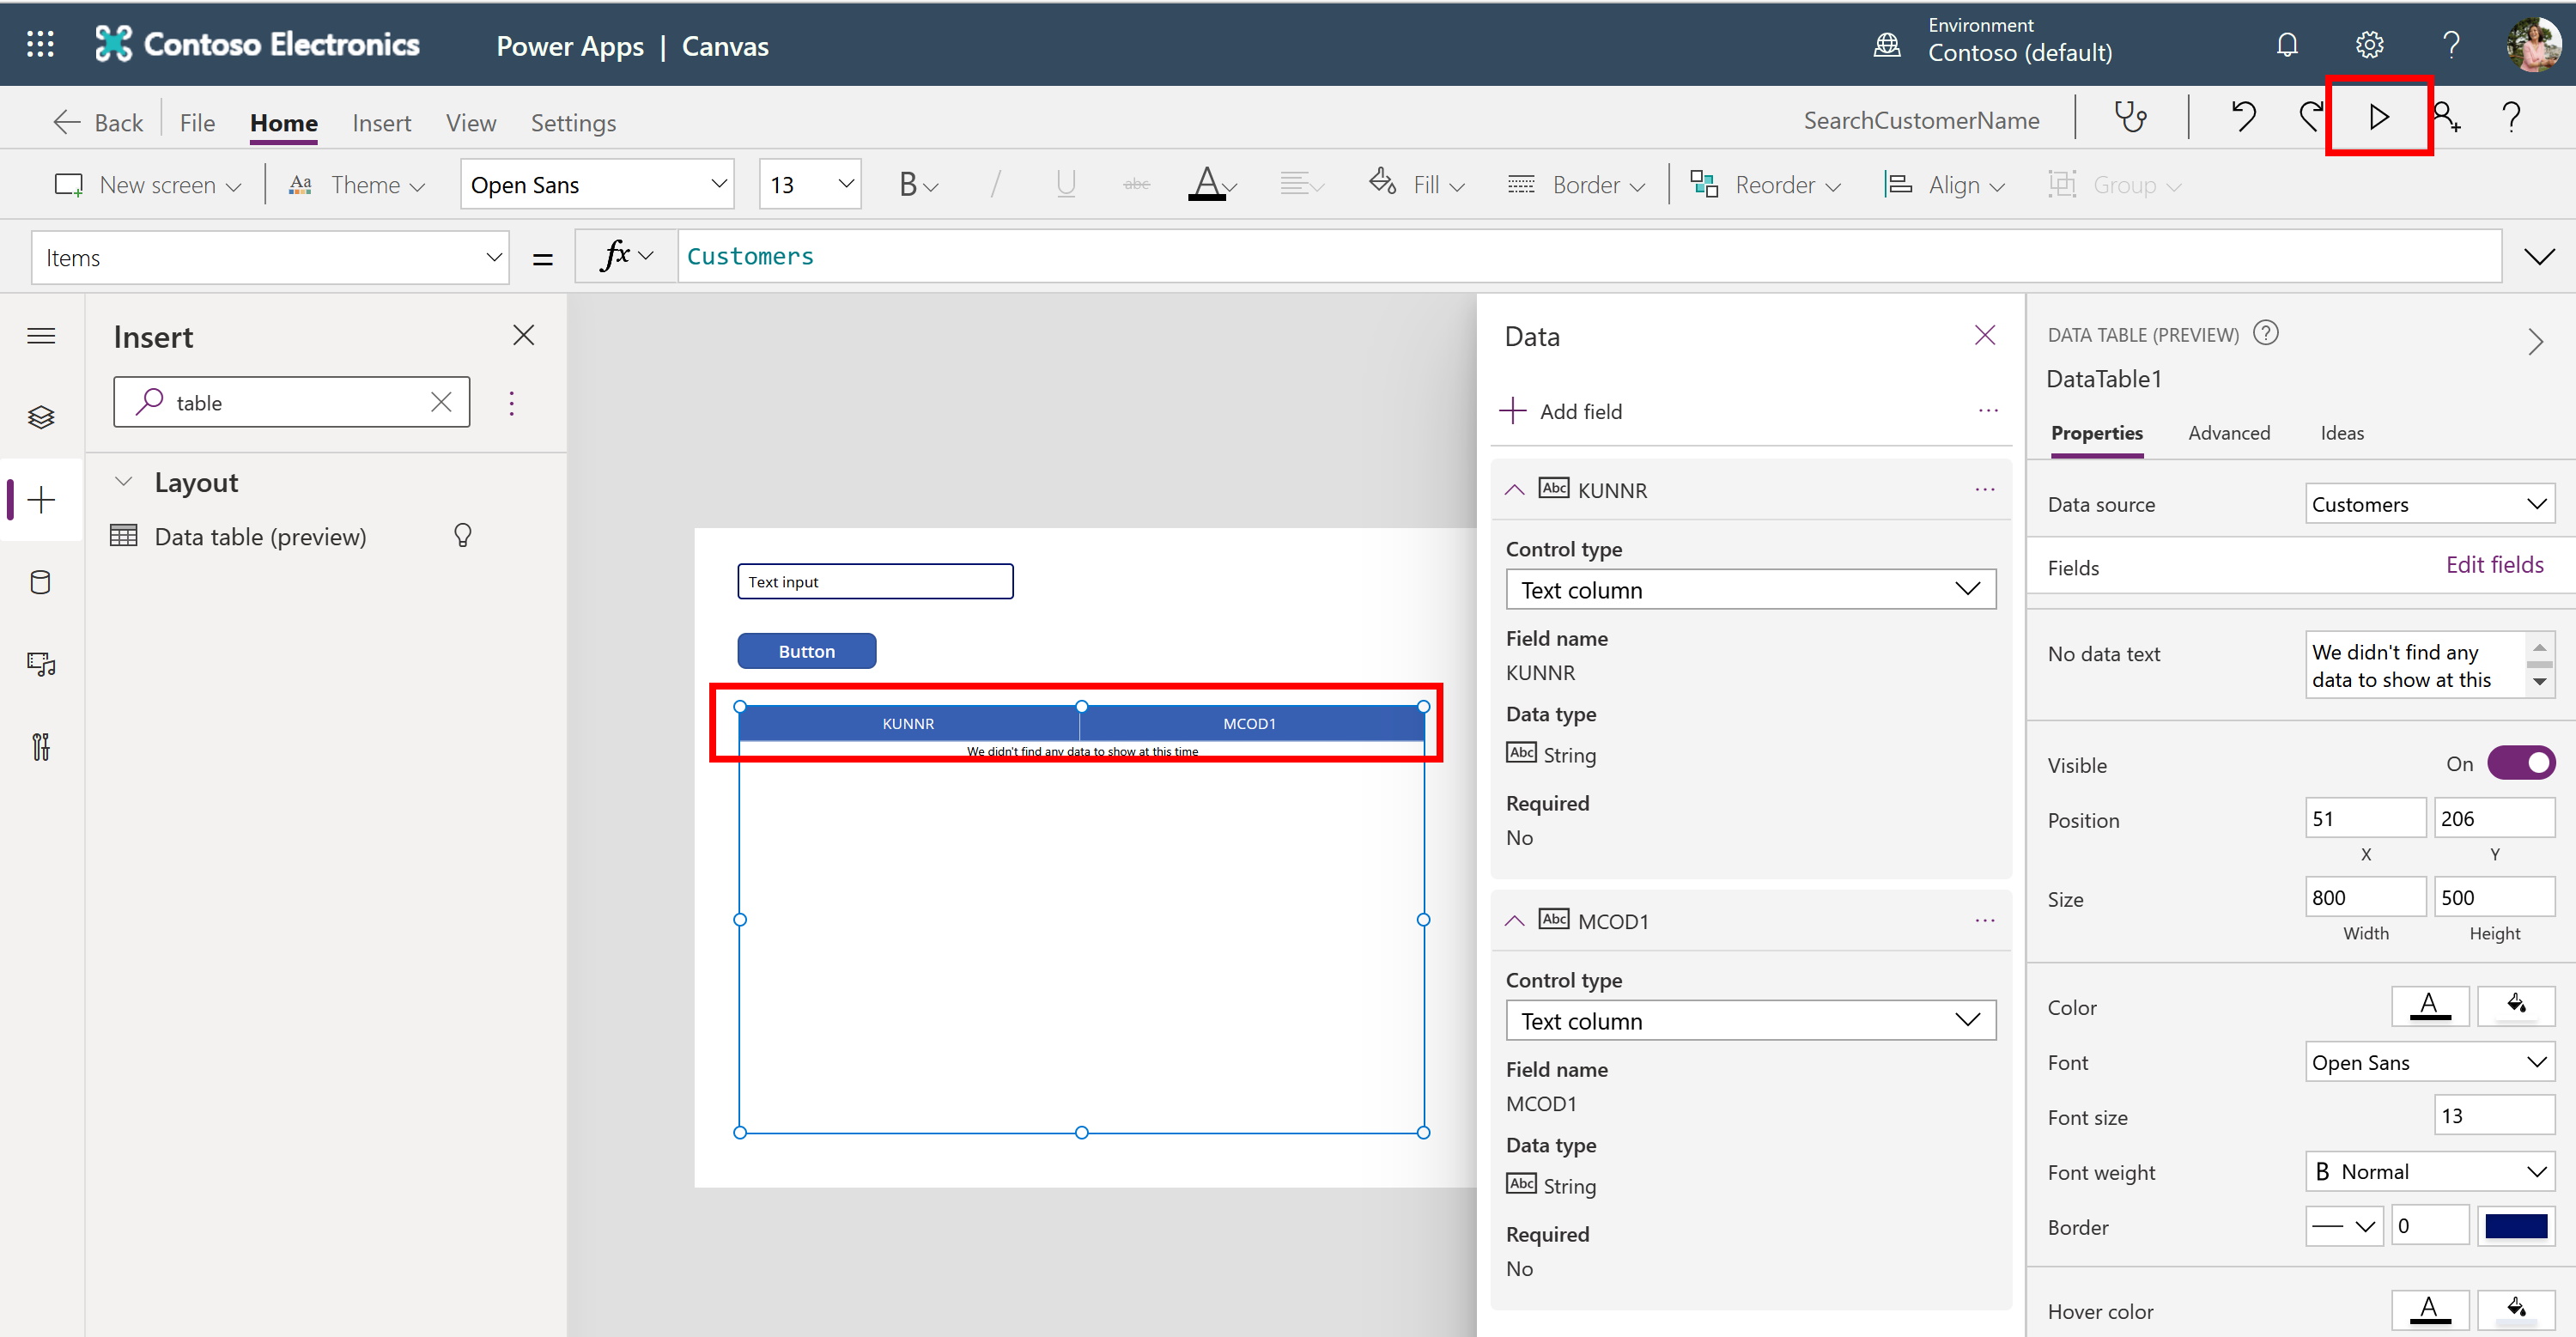 Contoso Electronics
Power Apps | Canvas
Environment
Contoso (default)
Back
File
Home
Insert
View
Settings
SearchCustomerName
New screen
Theme
Open Sans
13
B
/
U
abc
A
Fill
Border
Reorder
Align
Group
Items
=
fx
Customers
Insert
table
Layout
Data table (preview)
Text input
Button
KUNNR
MCOD1
We didn't find any data to show at this time
Data
Add field
Abc KUNNR
Control type
Text column
Field name
KUNNR
Data type
Abc String
Required
No
Abc MCOD1
Control type
Text column
Field name
MCOD1
Data type
Abc String
Required
No
DATA TABLE (PREVIEW)
DataTable1
Properties
Advanced
Ideas
Data source
Customers
Fields
Edit fields
No data text
We didn't find any
data to show at this
Visible
On
Position
51
206
X
Y
Size
800
500
Width
Height
Color
A
Font
Open Sans
Font size
13
Font weight
B Normal
Border
0
Hover color
A